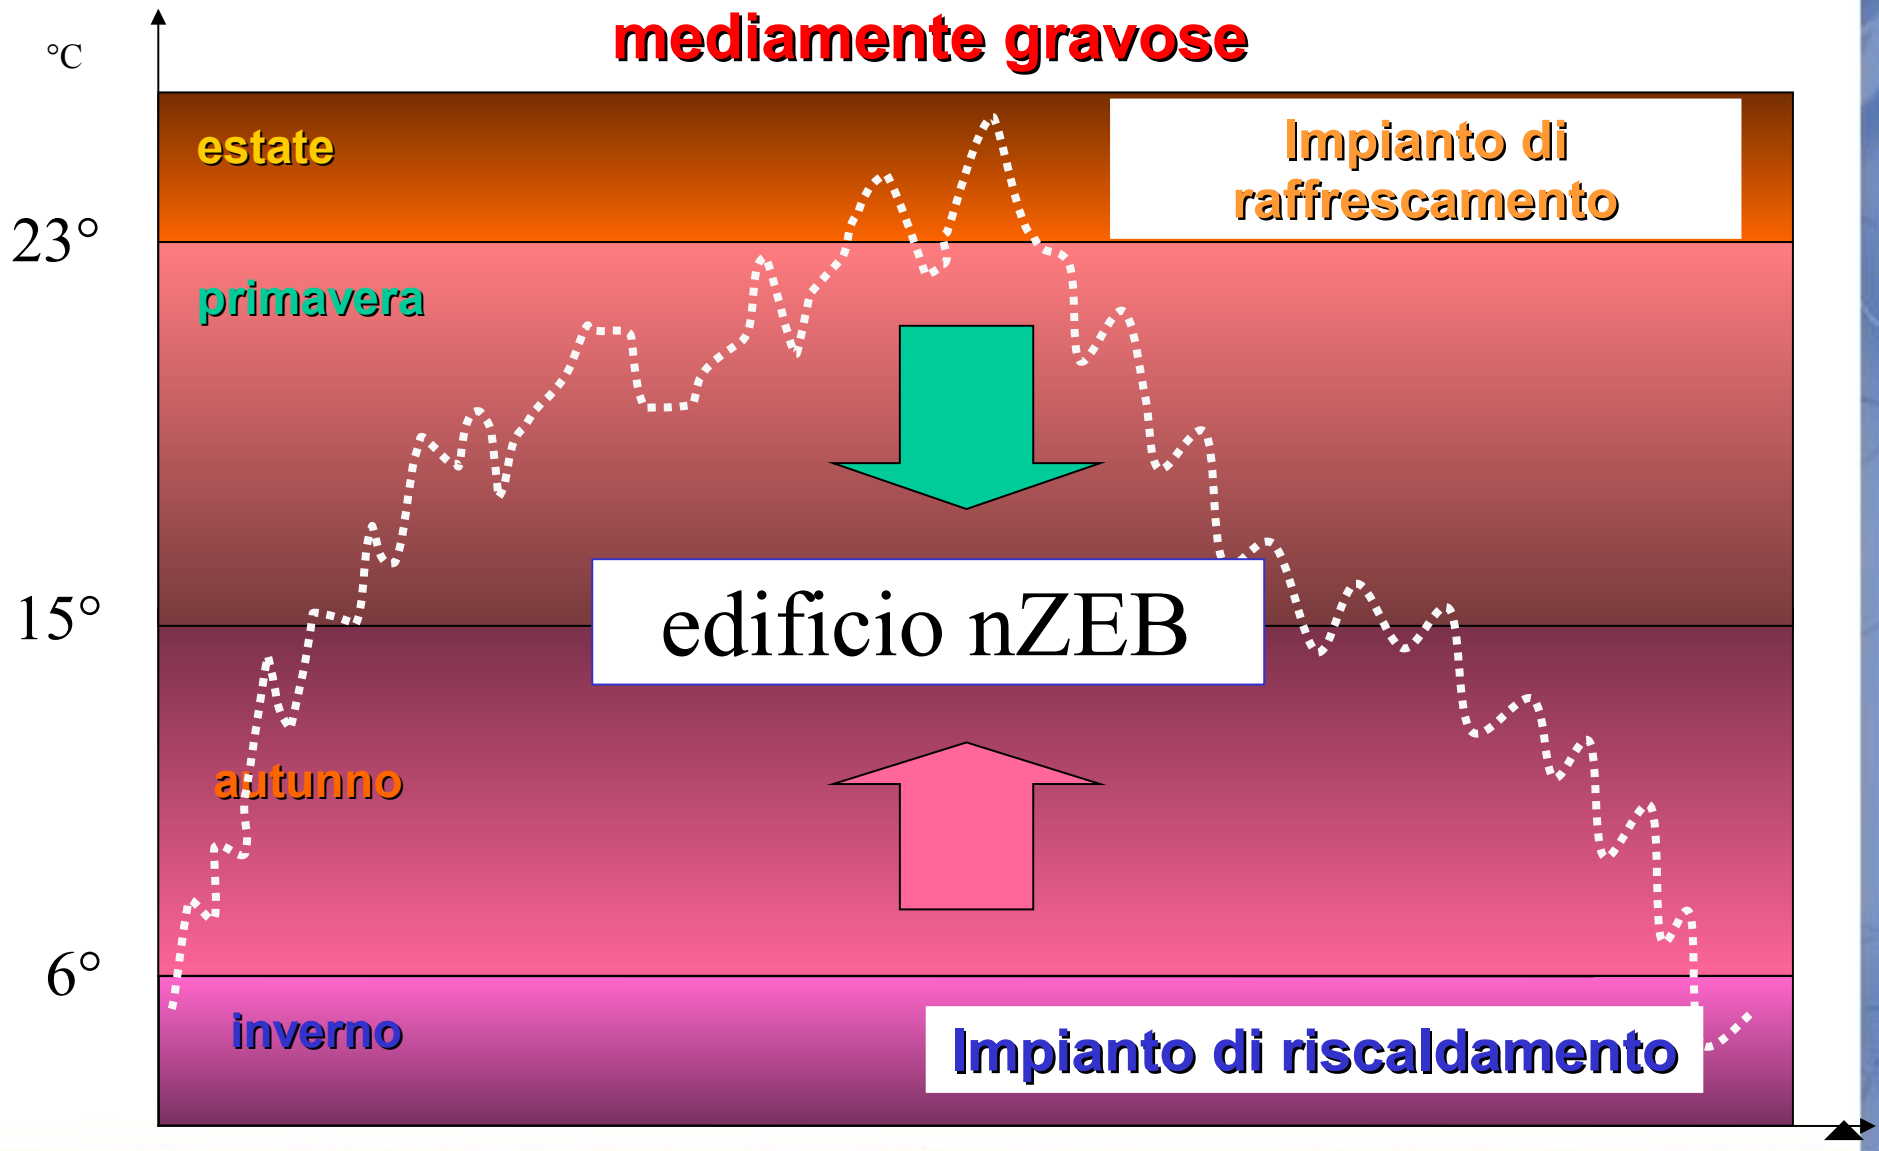 mediamente gravose
°C
estate
Impianto di
raffrescamento
23°
primavera
15°
edificio nZEB
autunno
6°
inverno
Impianto di riscaldamento